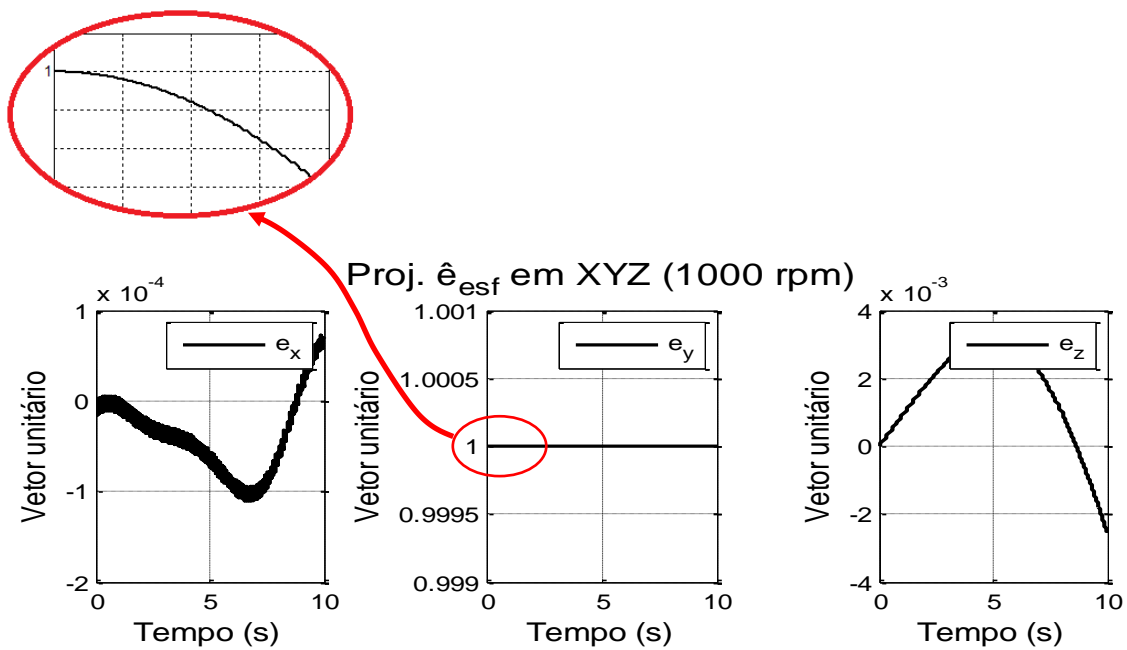 1
Proj. ê_esf em XYZ (1000 rpm)
x 10^-4
1
0
-1
-2
0
5
10
Vetor unitário
Tempo (s)
e_x
1.001
1.0005
1
0.9995
0.999
0
5
10
Vetor unitário
Tempo (s)
e_y
x 10^-3
4
2
0
-2
-4
0
5
10
Vetor unitário
Tempo (s)
e_z